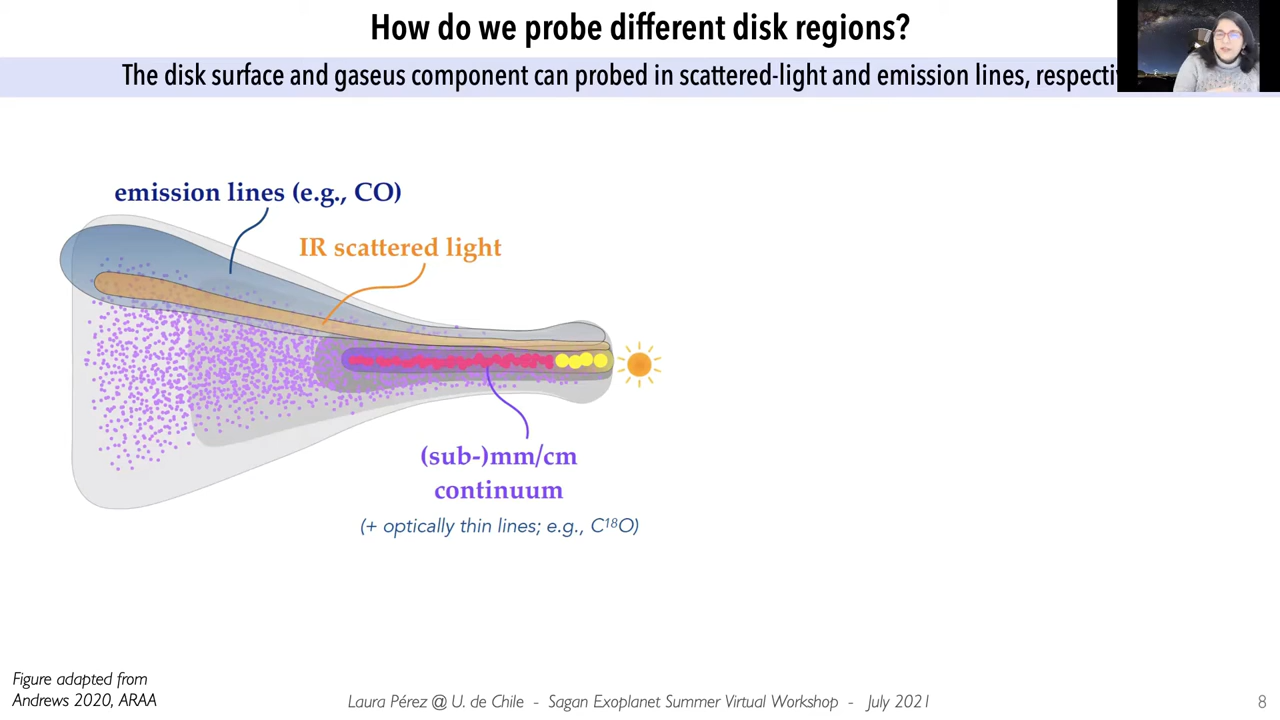 How do we probe different disk regions?
The disk surface and gaseus component can probed in scattered-light and emission lines,
emission lines (e.g., CO)
IR scattered light
(sub-)mm/cm
continuum
(+ optically thin lines; e.g., C¹⁸O)
Figure adapted from
Andrews 2020, ARAA
Laura Pérez @ U. de Chile - Sagan Exoplanet Summer Virtual Workshop - July 2021
8